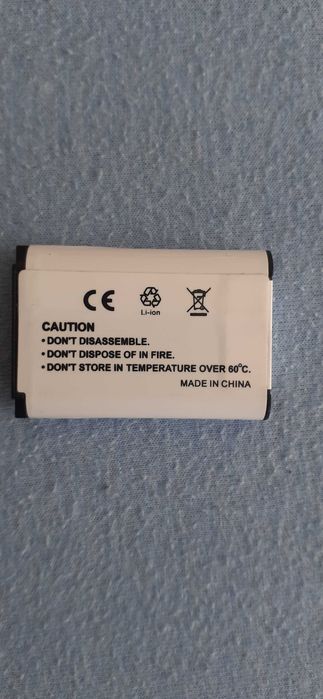 CE
Li-ion
CAUTION
• DON'T DISASSEMBLE.
• DON'T DISPOSE OF IN FIRE.
• DON'T STORE IN TEMPERATURE OVER 60°C.
MADE IN CHINA